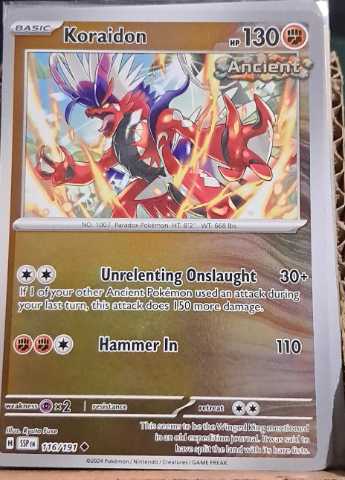 BASIC
Koraidon
HP 130
Ancient
NO. 1007 Paradox Pokémon HT: 8'2" WT: 668 lbs.
Unrelenting Onslaught 30+
If 1 of your other Ancient Pokémon used an attack during
your last turn, this attack does 150 more damage.
Hammer In 110
weakness ×2 resistance retreat
Illus. Ryota Fuse
H SSP EN 116/191
This seems to be the Winged King mentioned
in an old expedition journal. It was said to
have split the land with its bare fists.
©2024 Pokémon / Nintendo / Creatures / GAME FREAK